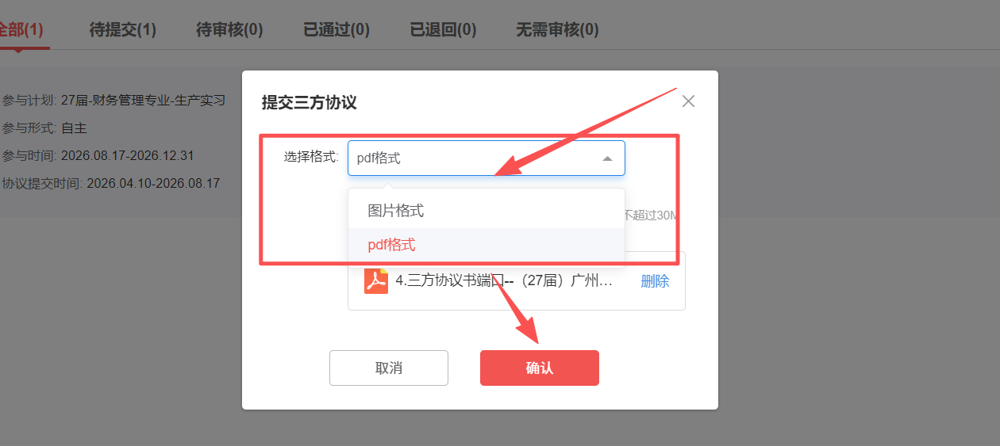 全部(1) 待提交(1) 待审核(0) 已通过(0) 已退回(0) 无需审核(0)
参与计划: 27届-财务管理专业-生产实习
参与形式: 自主
参与时间: 2026.08.17-2026.12.31
协议提交时间: 2026.04.10-2026.08.17
提交三方协议
选择格式: pdf格式
图片格式
不超过30M
pdf格式
4.三方协议书端口--（27届）广州… 删除
取消 确认